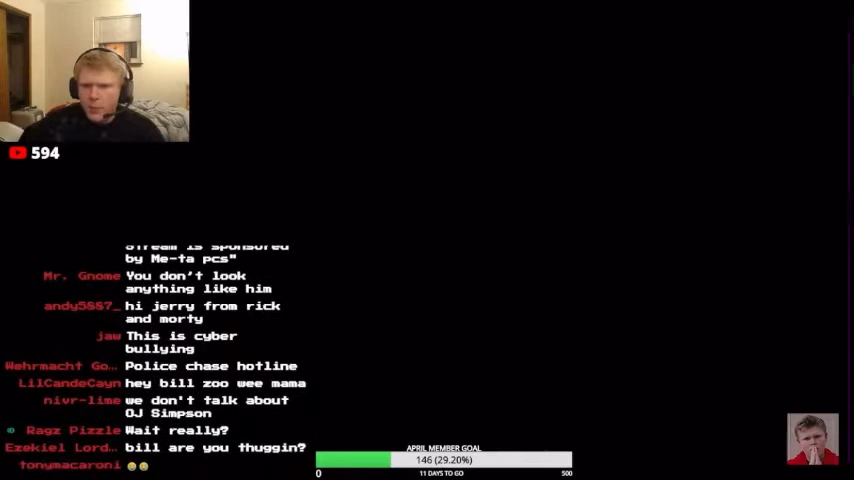 594
Stream is sponsored
by Me-ta pcs"
Mr. Gnome You don't look
anything like him
andy5887_ hi jerry from rick
and morty
jaw This is cyber
bullying
Wehrmacht Go… Police chase hotline
LilCandeCayn hey bill zoo wee mama
nivr-lime we don't talk about
OJ Simpson
Ragz Pizzle Wait really?
Ezekiel Lord… bill are you thuggin?
tonymacaroni 😭😭
APRIL MEMBER GOAL
146 (29.20%)
0 11 DAYS TO GO 500